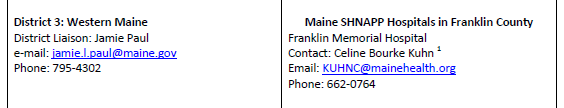 District 3: Western Maine
District Liaison: Jamie Paul
e-mail: jamie.l.paul@maine.gov
Phone: 795-4302
Maine SHNAPP Hospitals in Franklin County
Franklin Memorial Hospital
Contact: Celine Bourke Kuhn 1
Email: KUHNC@mainehealth.org
Phone: 662-0764